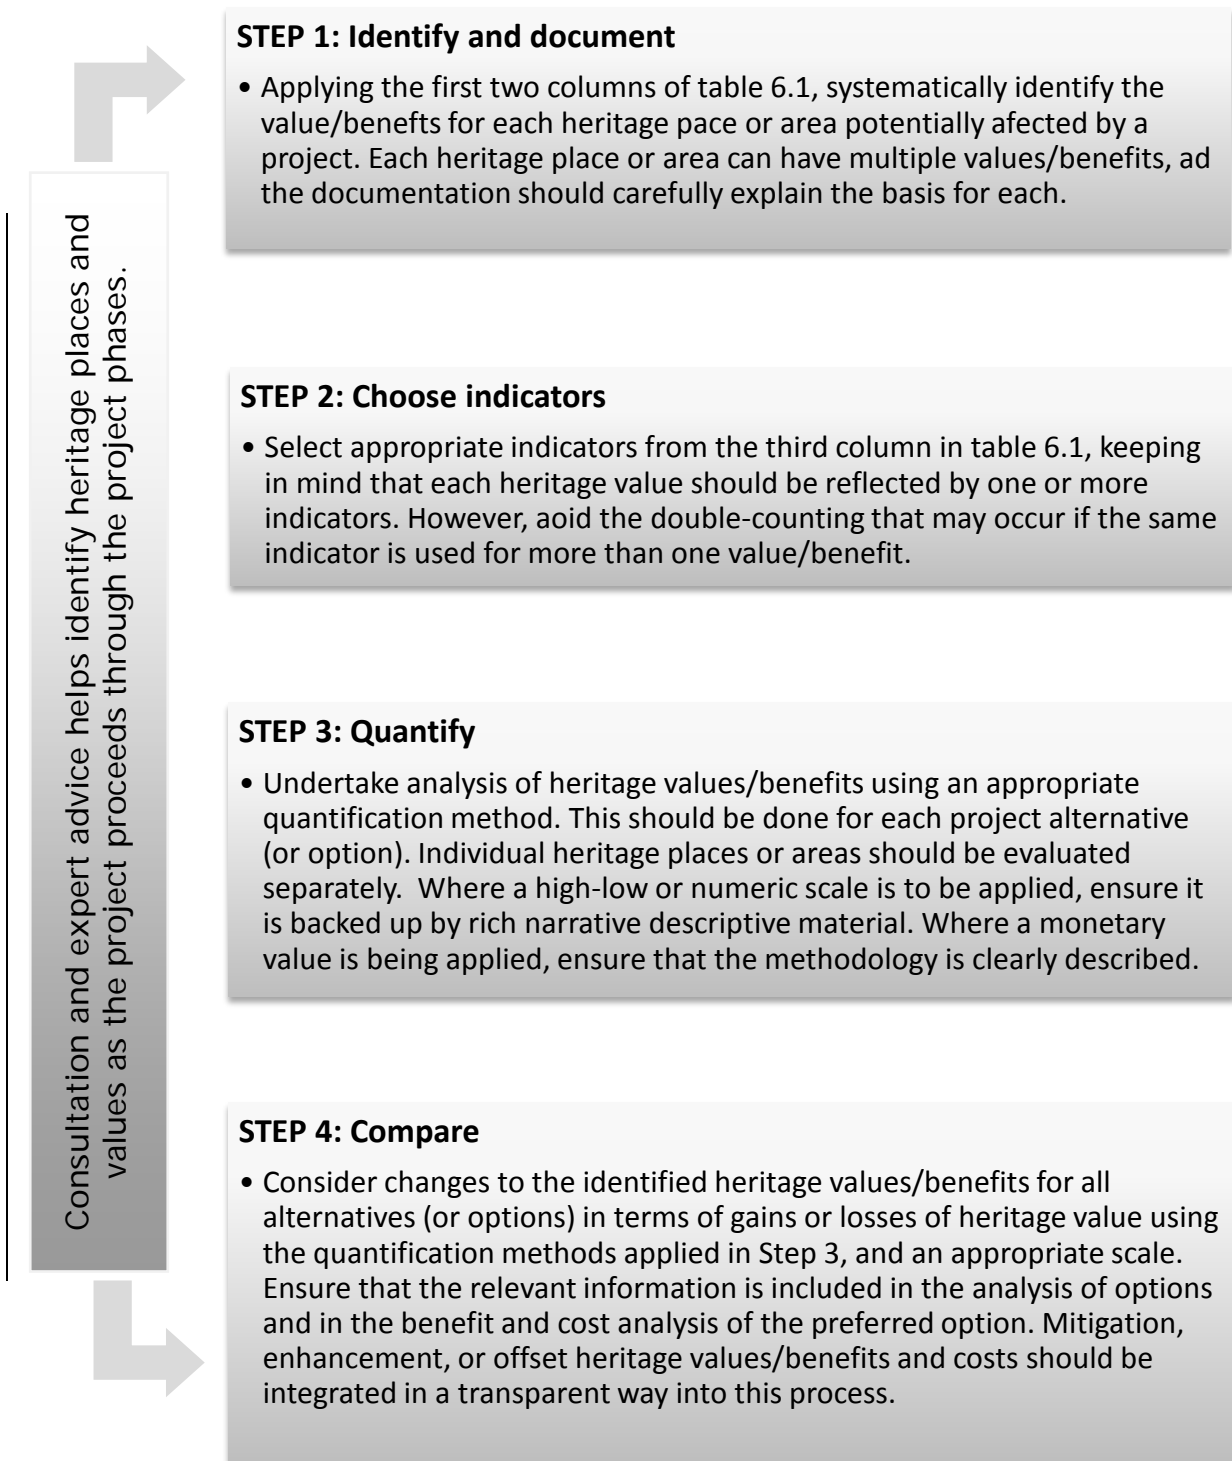 Consultation and expert advice helps identify heritage places and
values as the project proceeds through the project phases.
STEP 1: Identify and document
• Applying the first two columns of table 6.1, systematically identify the
value/benefts for each heritage pace or area potentially afected by a
project. Each heritage place or area can have multiple values/benefits, ad
the documentation should carefully explain the basis for each.
STEP 2: Choose indicators
• Select appropriate indicators from the third column in table 6.1, keeping
in mind that each heritage value should be reflected by one or more
indicators. However, aoid the double-counting that may occur if the same
indicator is used for more than one value/benefit.
STEP 3: Quantify
• Undertake analysis of heritage values/benefits using an appropriate
quantification method. This should be done for each project alternative
(or option). Individual heritage places or areas should be evaluated
separately.  Where a high-low or numeric scale is to be applied, ensure it
is backed up by rich narrative descriptive material. Where a monetary
value is being applied, ensure that the methodology is clearly described.
STEP 4: Compare
• Consider changes to the identified heritage values/benefits for all
alternatives (or options) in terms of gains or losses of heritage value using
the quantification methods applied in Step 3, and an appropriate scale.
Ensure that the relevant information is included in the analysis of options
and in the benefit and cost analysis of the preferred option. Mitigation,
enhancement, or offset heritage values/benefits and costs should be
integrated in a transparent way into this process.